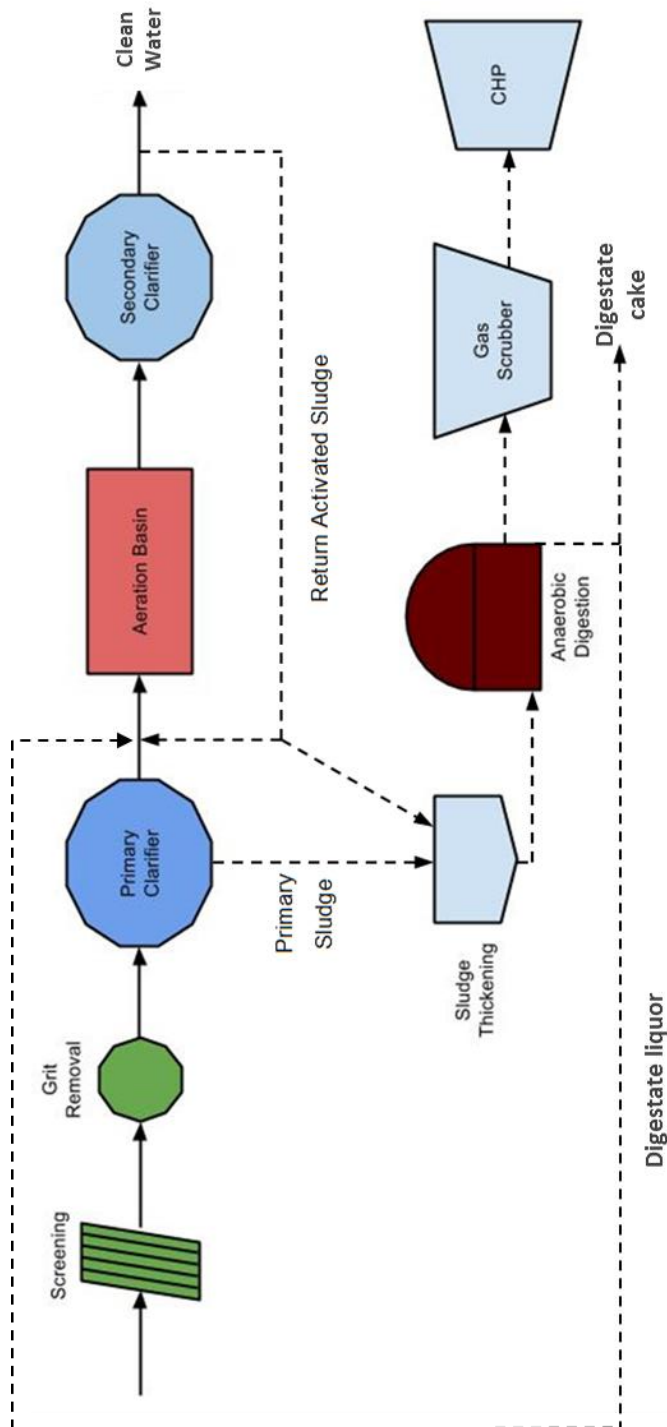 Screening
Grit
Removal
Primary
Clarifier
Aeration Basin
Secondary
Clarifier
Clean
Water
Primary
Sludge
Return Activated Sludge
Sludge
Thickening
Anaerobic
Digestion
Gas
Scrubber
CHP
Digestate
cake
Digestate liquor